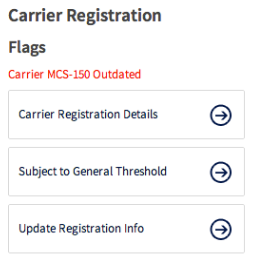 Carrier Registration
Flags
Carrier MCS-150 Outdated
Carrier Registration Details
Subject to General Threshold
Update Registration Info